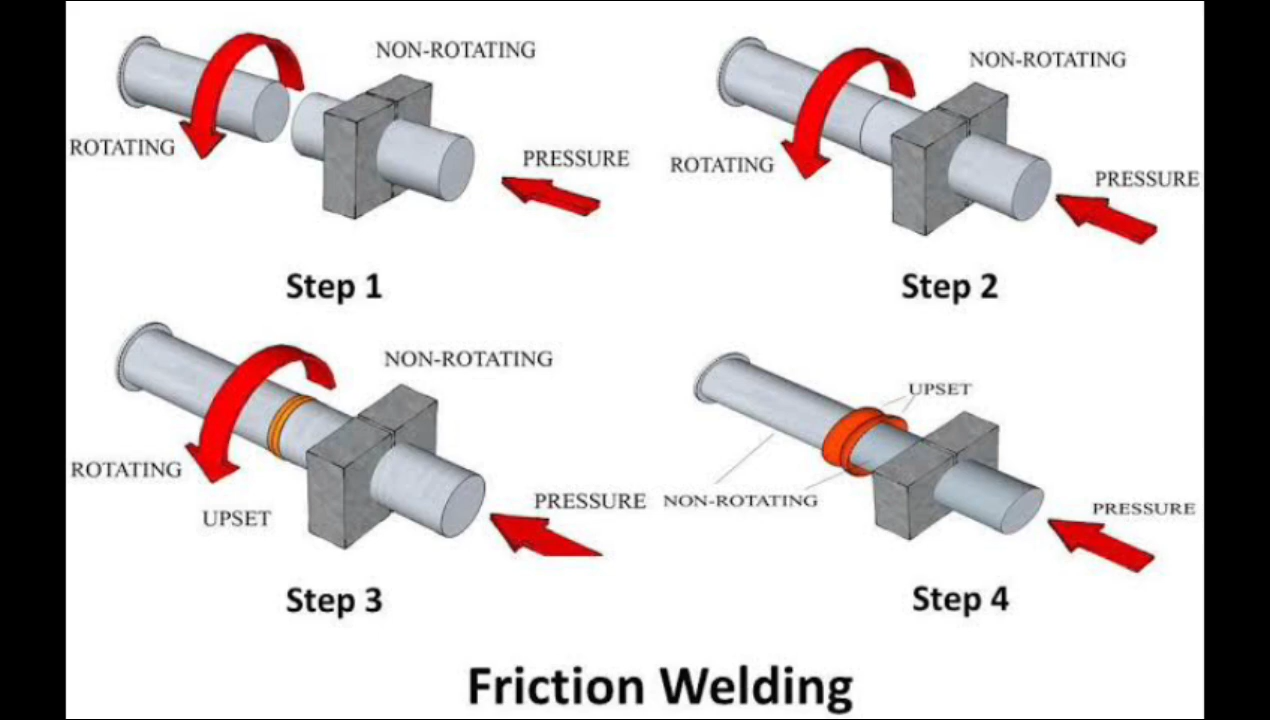 NON-ROTATING
ROTATING
PRESSURE
Step 1
NON-ROTATING
ROTATING
PRESSURE
Step 2
NON-ROTATING
ROTATING
UPSET
PRESSURE
Step 3
UPSET
NON-ROTATING
PRESSURE
Step 4
Friction Welding